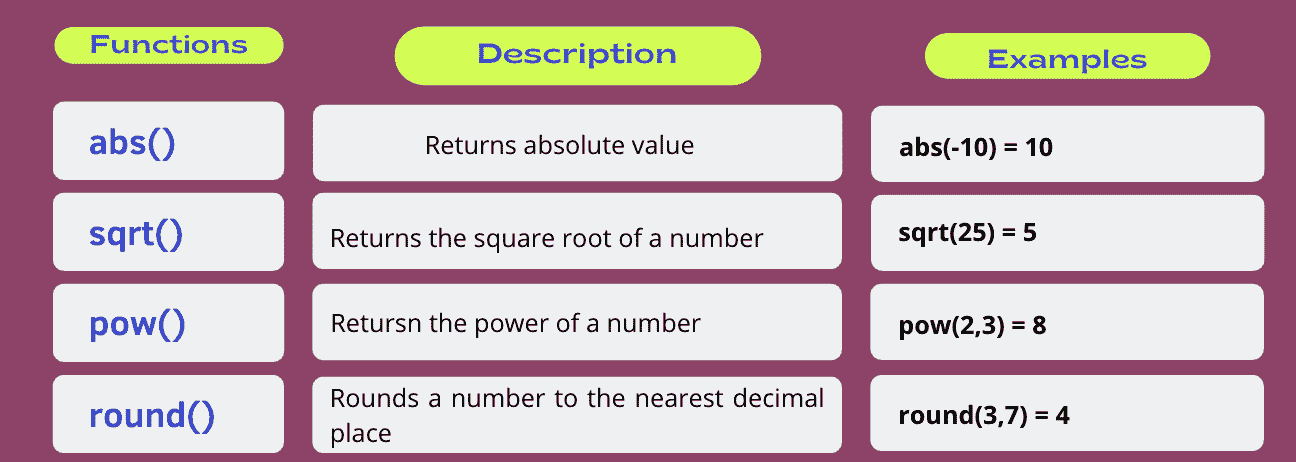 Functions Description Examples
abs() Returns absolute value abs(-10) = 10
sqrt() Returns the square root of a number sqrt(25) = 5
pow() Retursn the power of a number pow(2,3) = 8
round() Rounds a number to the nearest decimal round(3,7) = 4
place